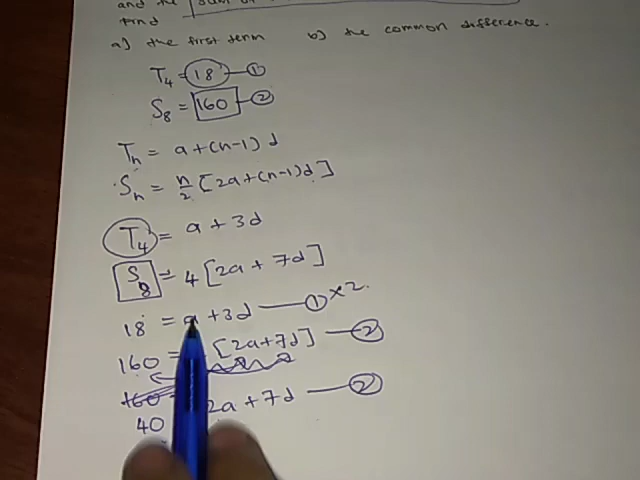 and the sum of
find
a) the first term b) the common difference.
T₄ = 18 — ①
S₈ = 160 — ②
Tₙ = a + (n-1) d
Sₙ = n/2 [2a + (n-1) d]
T₄ = a + 3d
S₈ = 4 [2a + 7d]
18 = a + 3d — ① × 2.
160 = [2a + 7d] — ②
160
40 2a + 7d — ②